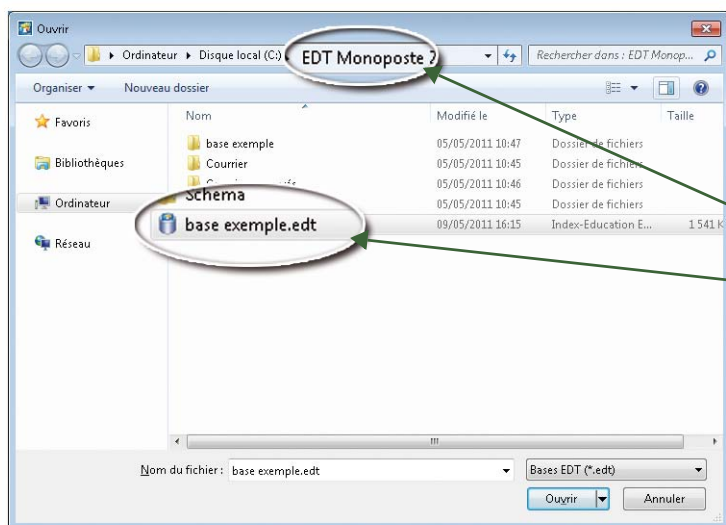 Ouvrir
Ordinateur Disque local (C:) EDT Monoposte 2
Rechercher dans : EDT Monop...
Organiser Nouveau dossier
Favoris
Bibliothèques
Ordinateur
Réseau
Nom Modifié le Type Taille
base exemple 05/05/2011 10:47 Dossier de fichiers
Courrier 05/05/2011 10:45 Dossier de fichiers
05/05/2011 10:46 Dossier de fichiers
Schema 05/05/2011 10:45 Dossier de fichiers
base exemple.edt 09/05/2011 16:15 Index-Education E... 1 541 K
Nom du fichier : base exemple.edt Bases EDT (*.edt)
Ouvrir Annuler